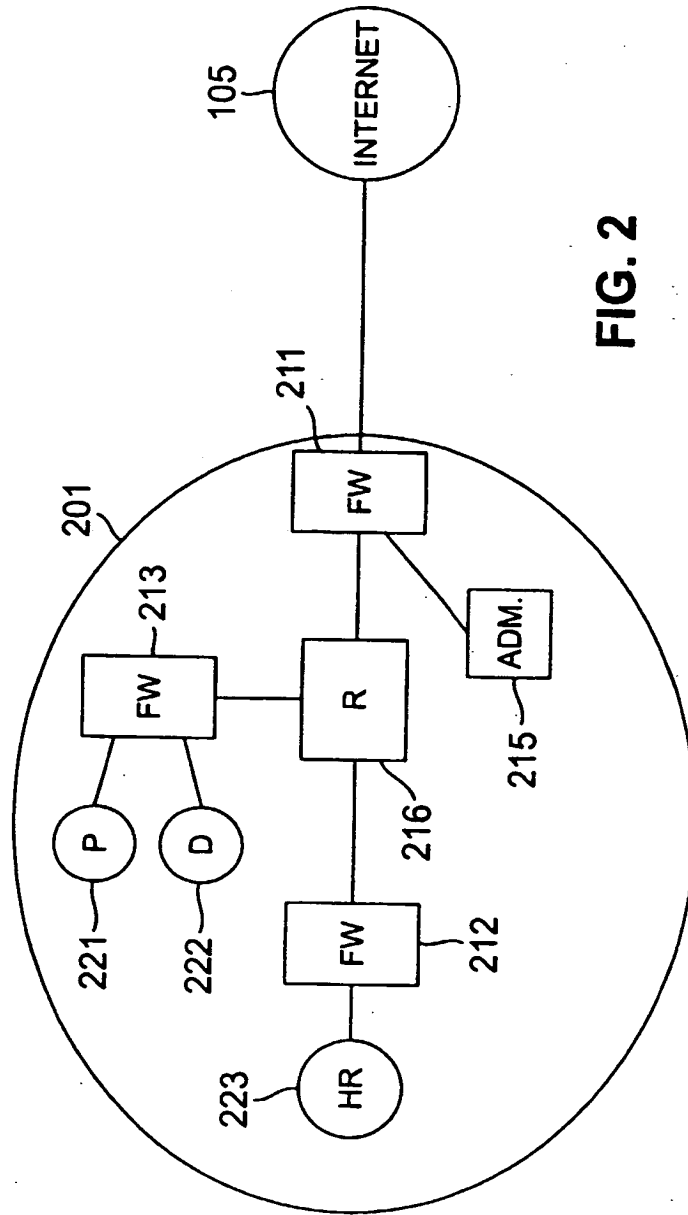 105
INTERNET
211
FW
201
213
FW
R
216
ADM.
215
P
221
D
222
FW
212
HR
223
FIG. 2